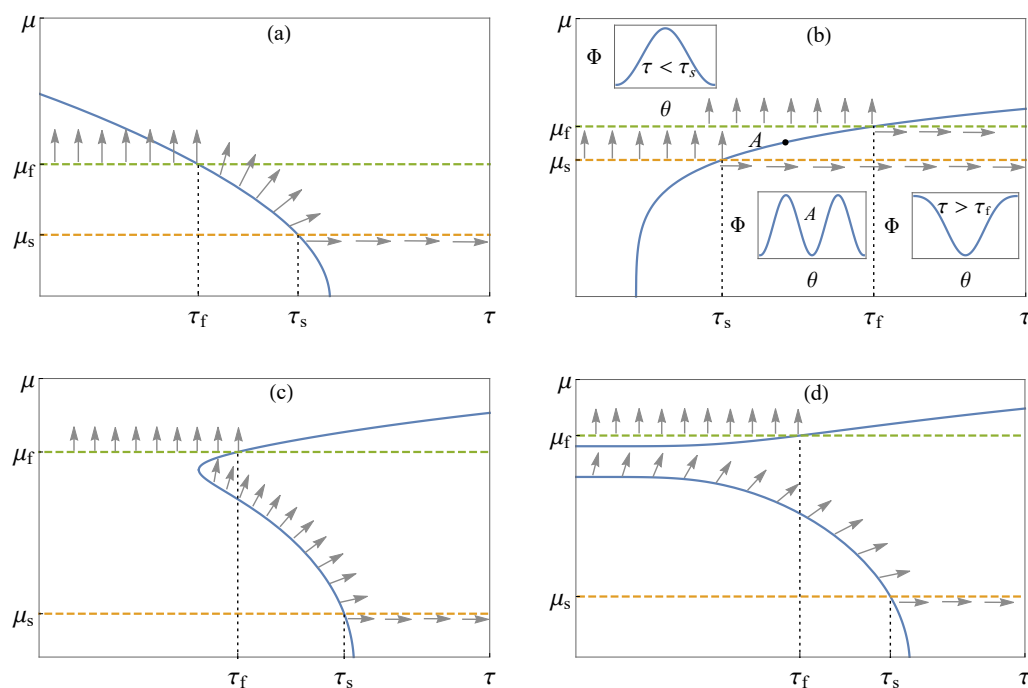 μ
(a)
μf
μs
τf
τs
τ
μ
(b)
Φ
τ < τs
θ
μf
A
μs
Φ
A
θ
Φ
τ > τf
θ
τs
τf
τ
μ
(c)
μf
μs
τf
τs
τ
μ
(d)
μf
μs
τf
τs
τ